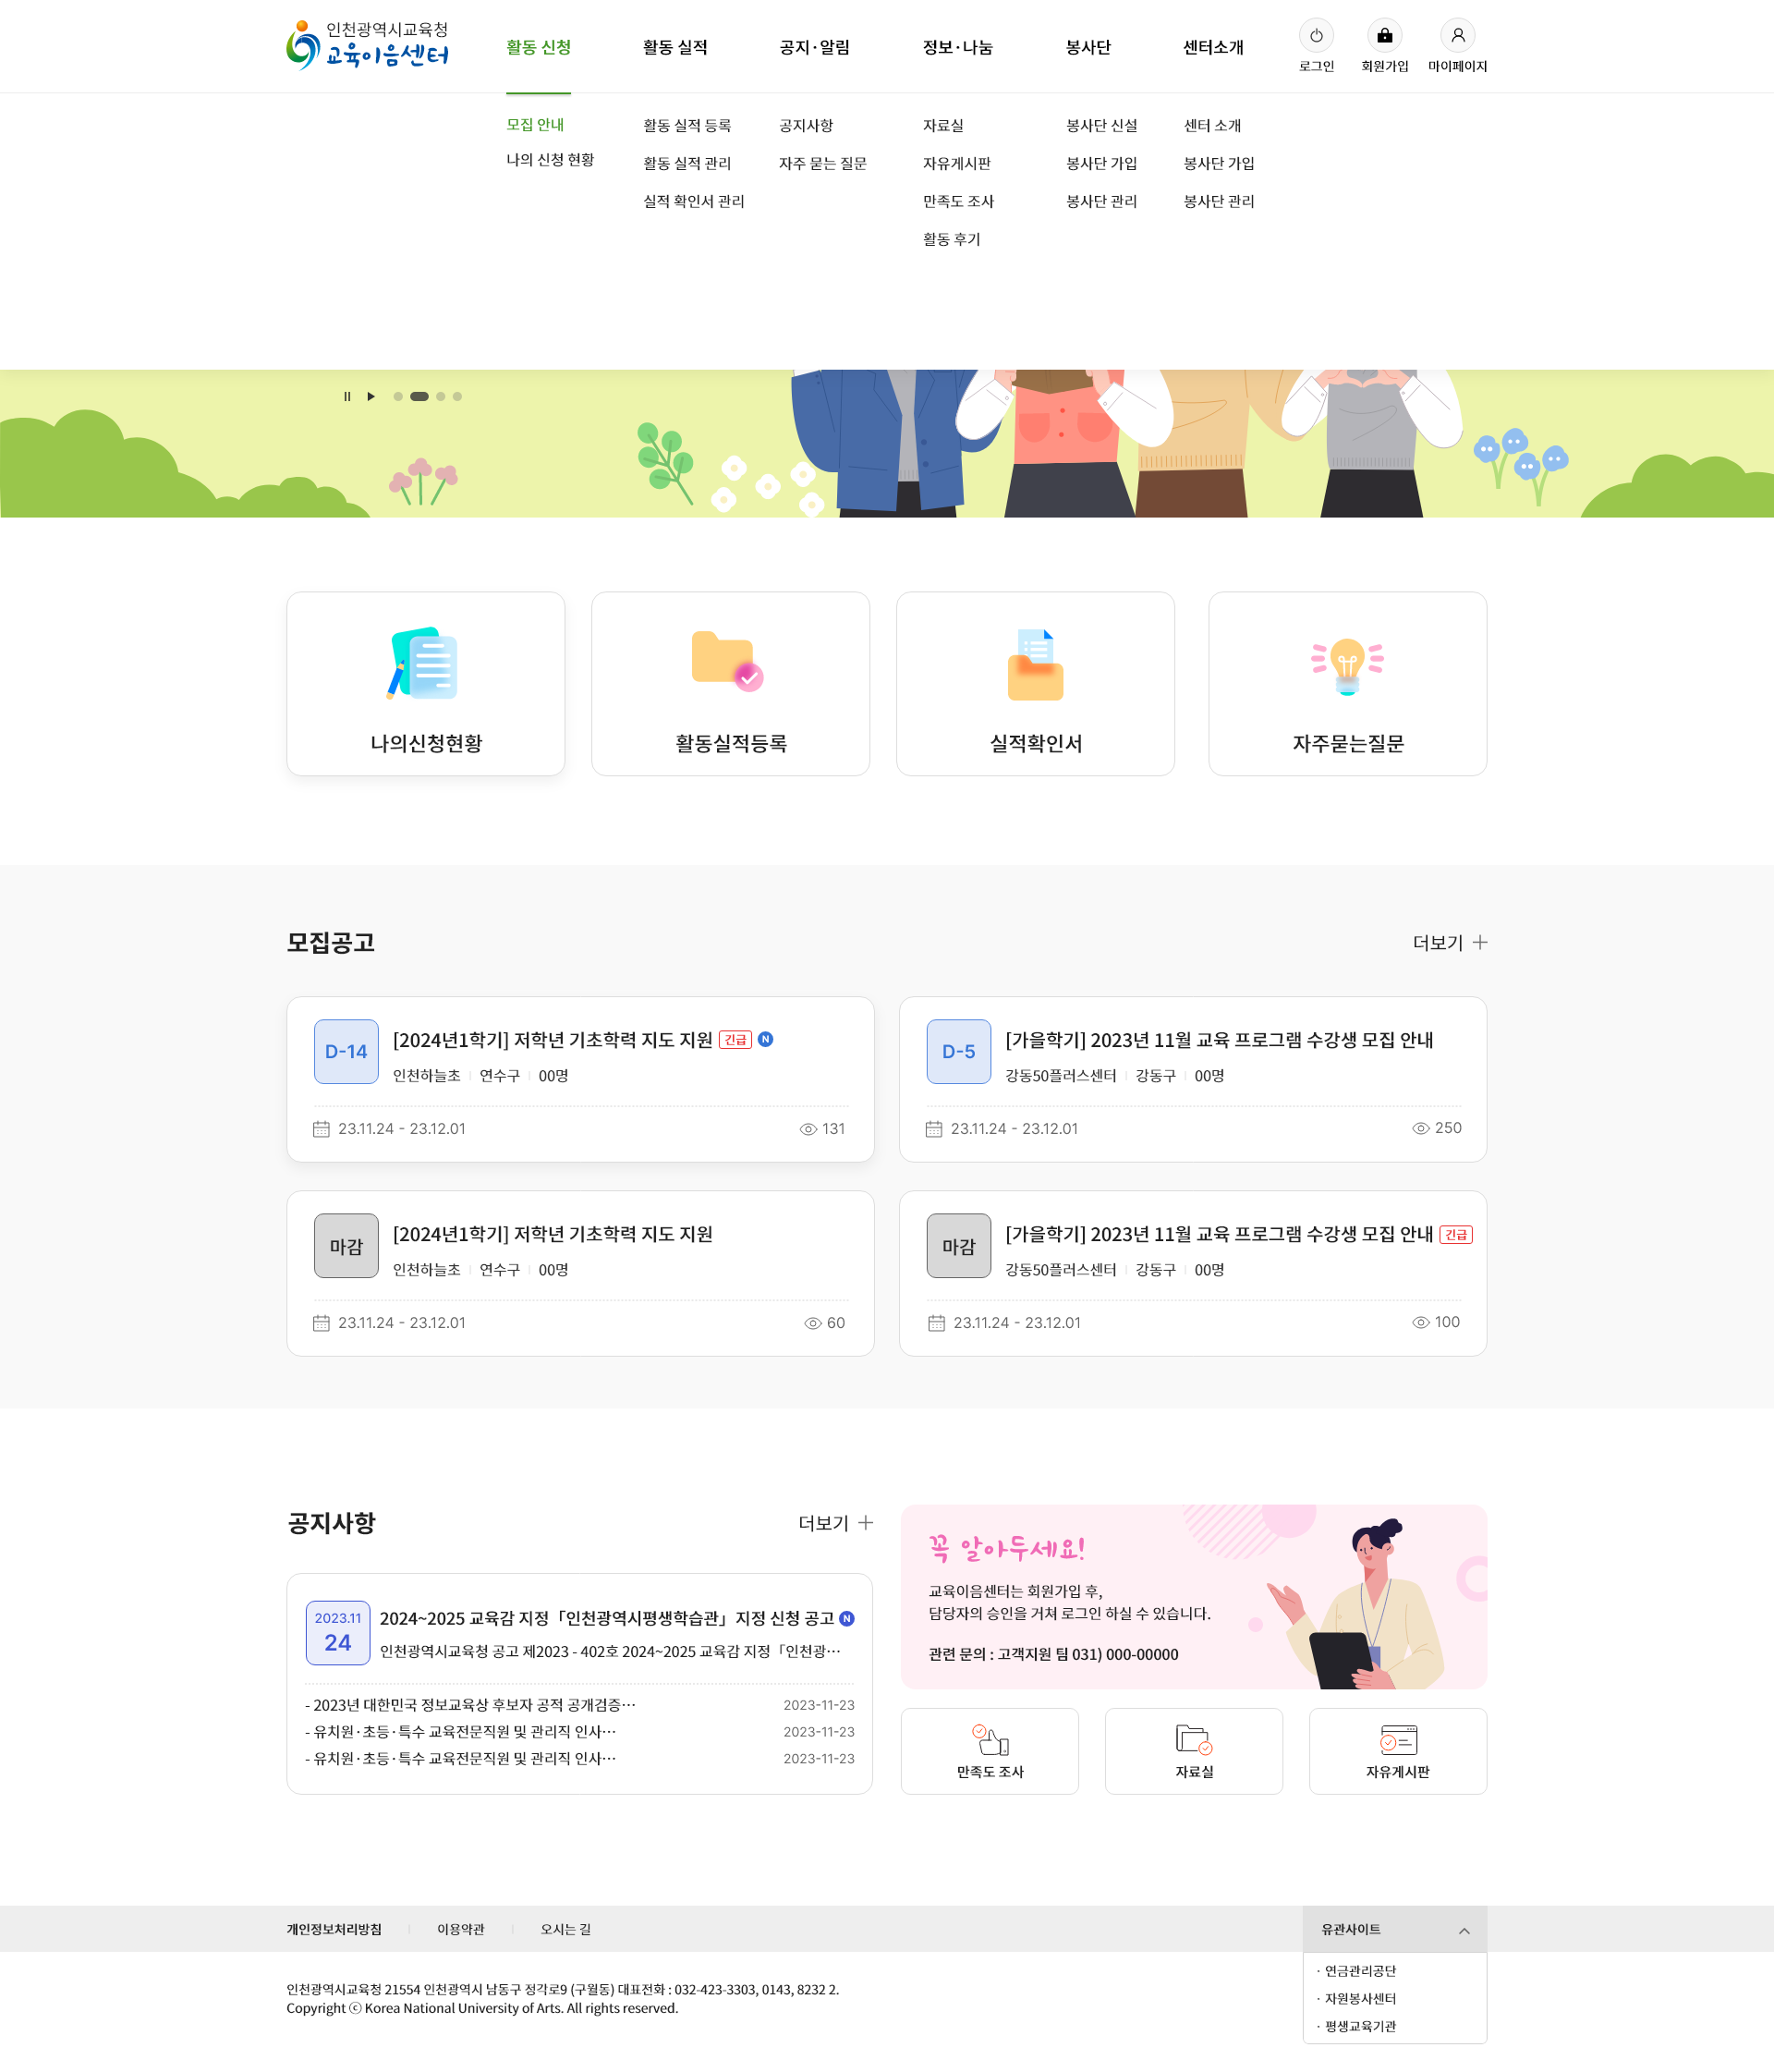 인천광역시교육청
교육이음센터
활동 신청
활동 실적
공지·알림
정보·나눔
봉사단
센터소개
로그인
회원가입
마이페이지
모집 안내
나의 신청 현황
활동 실적 등록
활동 실적 관리
실적 확인서 관리
공지사항
자주 묻는 질문
자료실
자유게시판
만족도 조사
활동 후기
봉사단 신설
봉사단 가입
봉사단 관리
센터 소개
봉사단 가입
봉사단 관리
나의신청현황
활동실적등록
실적확인서
자주묻는질문
모집공고
더보기
D-14
[2024년1학기] 저학년 기초학력 지도 지원 긴급 N
인천하늘초 연수구 00명
23.11.24 - 23.12.01
131
D-5
[가을학기] 2023년 11월 교육 프로그램 수강생 모집 안내
강동50플러스센터 강동구 00명
23.11.24 - 23.12.01
250
마감
[2024년1학기] 저학년 기초학력 지도 지원
인천하늘초 연수구 00명
23.11.24 - 23.12.01
60
마감
[가을학기] 2023년 11월 교육 프로그램 수강생 모집 안내 긴급
강동50플러스센터 강동구 00명
23.11.24 - 23.12.01
100
공지사항
더보기
2023.11
24
2024~2025 교육감 지정「인천광역시평생학습관」지정 신청 공고 N
인천광역시교육청 공고 제2023 - 402호 2024~2025 교육감 지정「인천광…
- 2023년 대한민국 정보교육상 후보자 공적 공개검증… 2023-11-23
- 유치원·초등·특수 교육전문직원 및 관리직 인사… 2023-11-23
- 유치원·초등·특수 교육전문직원 및 관리직 인사… 2023-11-23
꼭 알아두세요!
교육이음센터는 회원가입 후,
담당자의 승인을 거쳐 로그인 하실 수 있습니다.
관련 문의 : 고객지원 팀 031) 000-00000
만족도 조사
자료실
자유게시판
개인정보처리방침
이용약관
오시는 길
유관사이트
· 연금관리공단
· 자원봉사센터
· 평생교육기관
인천광역시교육청 21554 인천광역시 남동구 정각로9 (구월동) 대표전화 : 032-423-3303, 0143, 8232 2.
Copyright ⓒ Korea National University of Arts. All rights reserved.